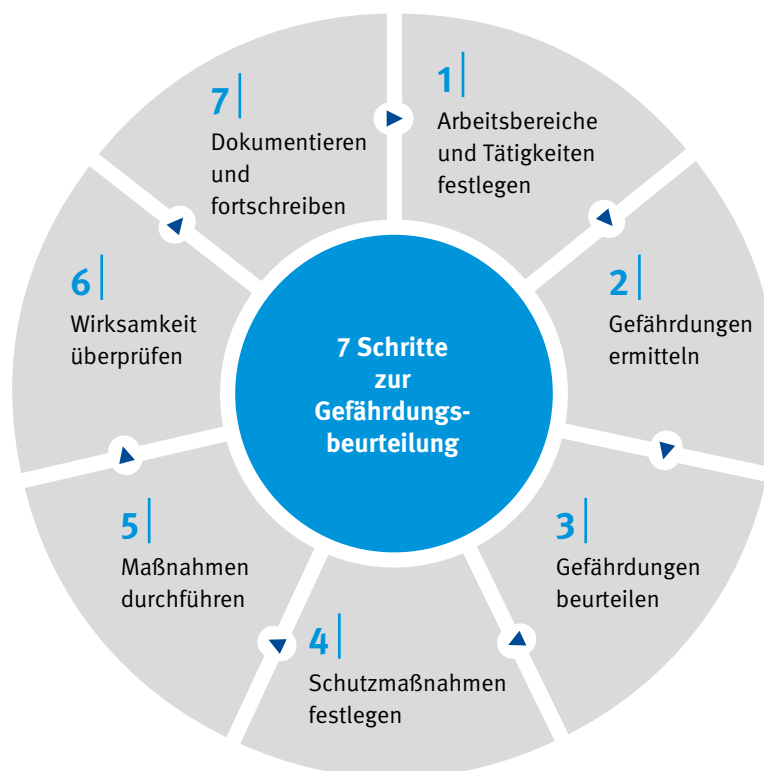 7 Schritte
zur
Gefährdungs-
beurteilung
1
Arbeitsbereiche
und Tätigkeiten
festlegen
2
Gefährdungen
ermitteln
3
Gefährdungen
beurteilen
4
Schutzmaßnahmen
festlegen
5
Maßnahmen
durchführen
6
Wirksamkeit
überprüfen
7
Dokumentieren
und
fortschreiben